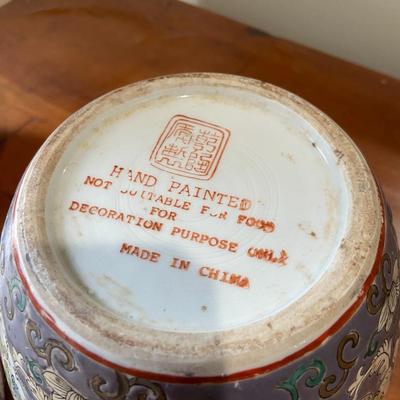 HAND PAINTED
NOT SUITABLE FOR FOOD
FOR
DECORATION PURPOSE ONLY
MADE IN CHINA